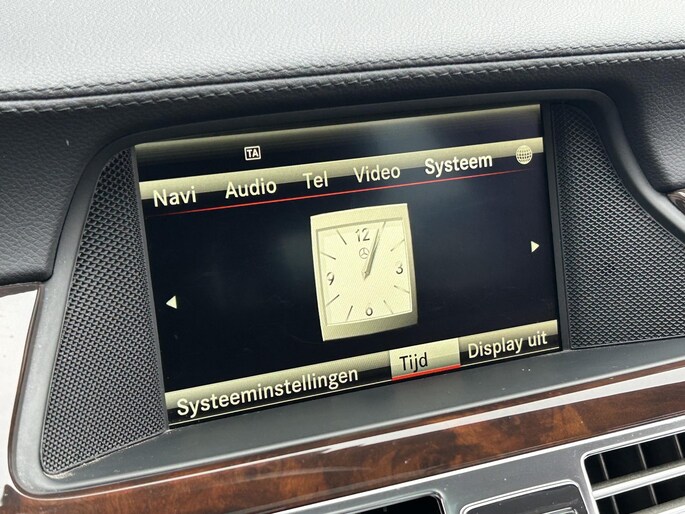 TA
Navi Audio Tel Video Systeem
12
9 3
6
Systeeminstellingen Tijd Display uit